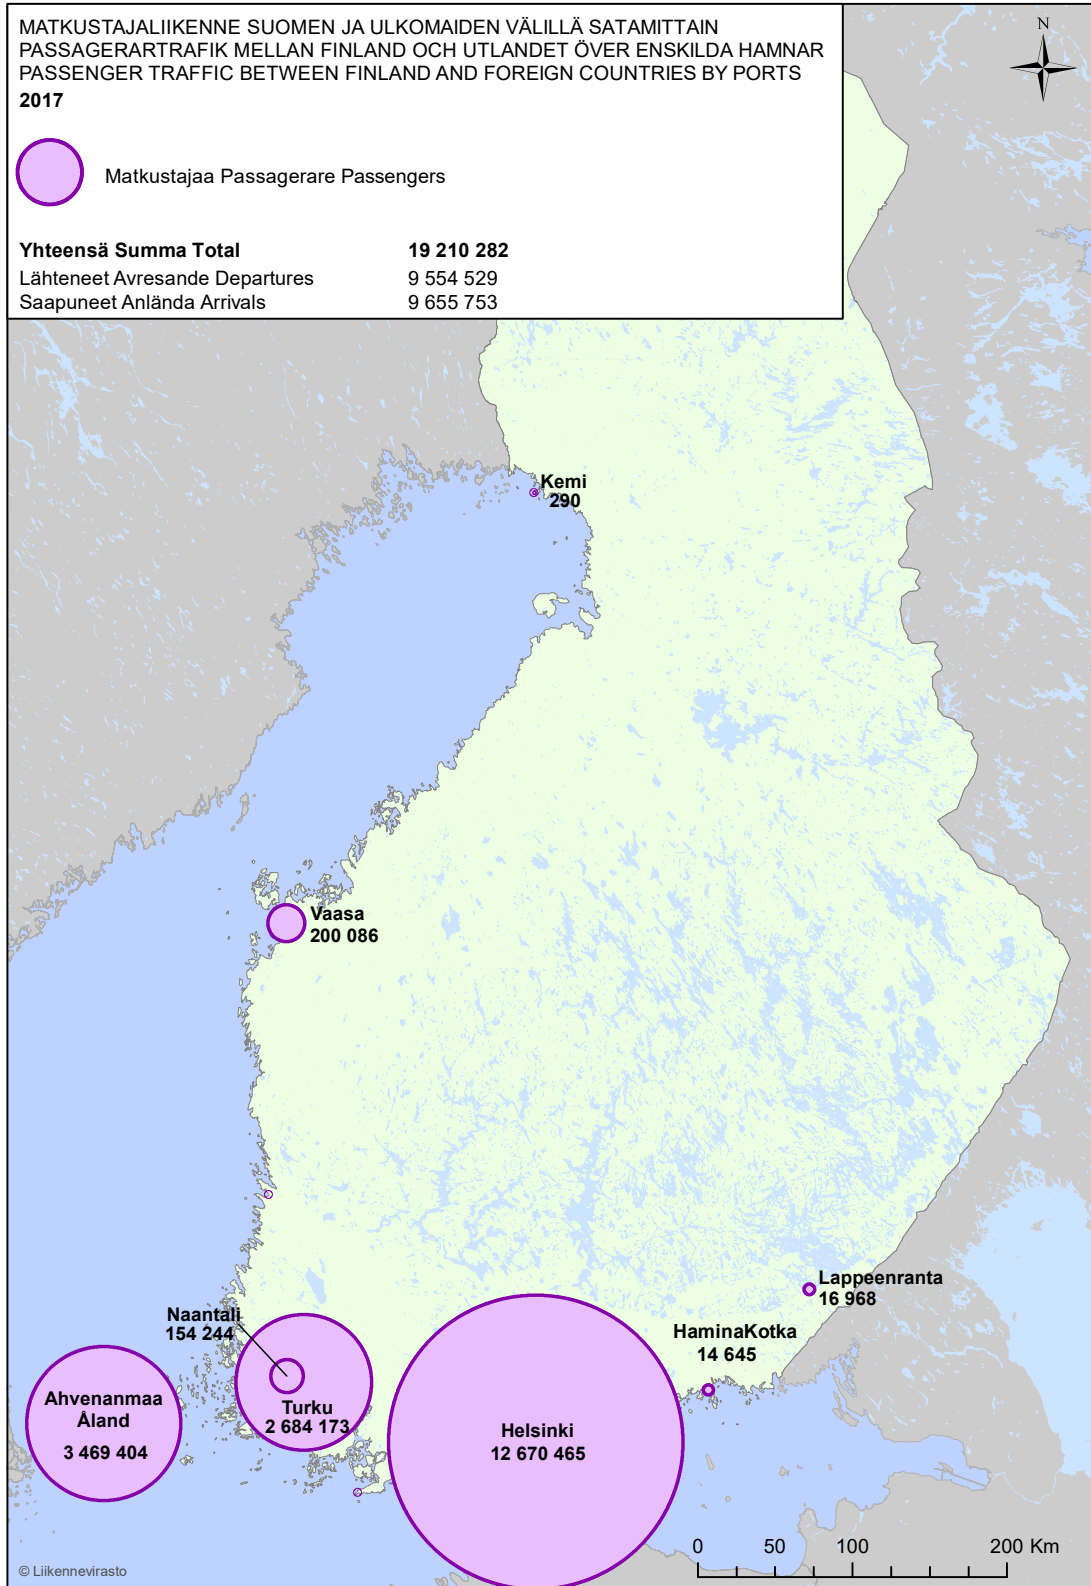 MATKUSTAJALIIKENNE SUOMEN JA ULKOMAIDEN VÄLILLÄ SATAMITTAIN
PASSAGERARTRAFIK MELLAN FINLAND OCH UTLANDET ÖVER ENSKILDA HAMNAR
PASSENGER TRAFFIC BETWEEN FINLAND AND FOREIGN COUNTRIES BY PORTS
2017
N
Matkustajaa Passagerare Passengers
Yhteensä Summa Total 19 210 282
Lähteneet Avresande Departures 9 554 529
Saapuneet Anlända Arrivals 9 655 753
Kemi
290
Vaasa
200 086
Lappeenranta
16 968
Naantali
154 244
HaminaKotka
14 645
Ahvenanmaa
Åland
3 469 404
Turku
2 684 173
Helsinki
12 670 465
0 50 100 200 Km
© Liikennevirasto